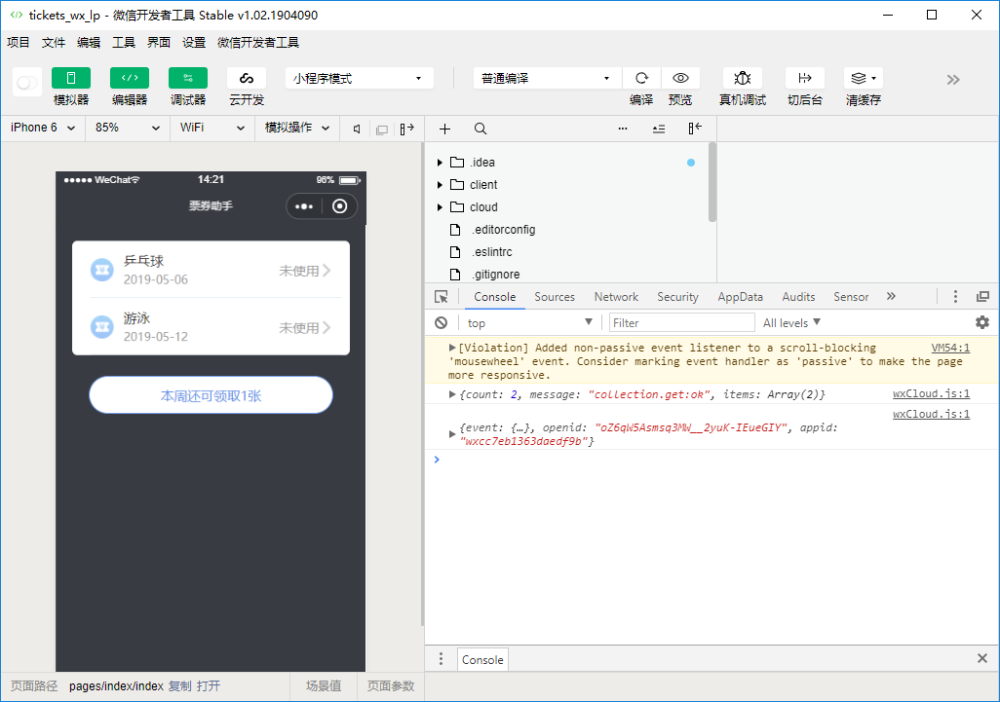 tickets_wx_lp - 微信开发者工具 Stable v1.02.1904090
项目 文件 编辑 工具 界面 设置 微信开发者工具
小程序模式 普通编译
模拟器 编辑器 调试器 云开发 编译 预览 真机调试 切后台 清缓存
iPhone 6 85% WiFi 模拟操作
WeChat 14:21 96%
票券助手
乒乓球
2019-05-06
未使用
游泳
2019-05-12
未使用
本周还可领取1张
页面路径 pages/index/index 复制 打开 场景值 页面参数
.idea
client
cloud
.editorconfig
.eslintrc
.gitignore
Console Sources Network Security AppData Audits Sensor
top Filter All levels
[Violation] Added non-passive event listener to a scroll-blocking VM54:1
'mousewheel' event. Consider marking event handler as 'passive' to make the page
more responsive.
{count: 2, message: "collection.get:ok", items: Array(2)} wxCloud.js:1
wxCloud.js:1
{event: {…}, openid: "oZ6qW5Asmsq3MW__2yuK-IEueGIY", appid:
"wxcc7eb1363daedf9b"}
Console